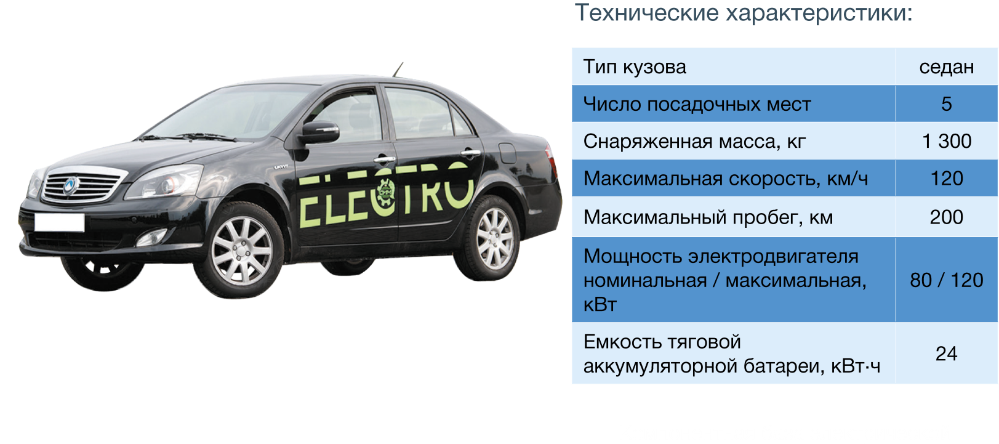 Технические характеристики:
Тип кузова седан
Число посадочных мест 5
Снаряженная масса, кг 1 300
Максимальная скорость, км/ч 120
Максимальный пробег, км 200
Мощность электродвигателя
номинальная / максимальная, 80 / 120
кВт
Емкость тяговой
аккумуляторной батареи, кВт·ч 24
ELECTRO
ОИМ